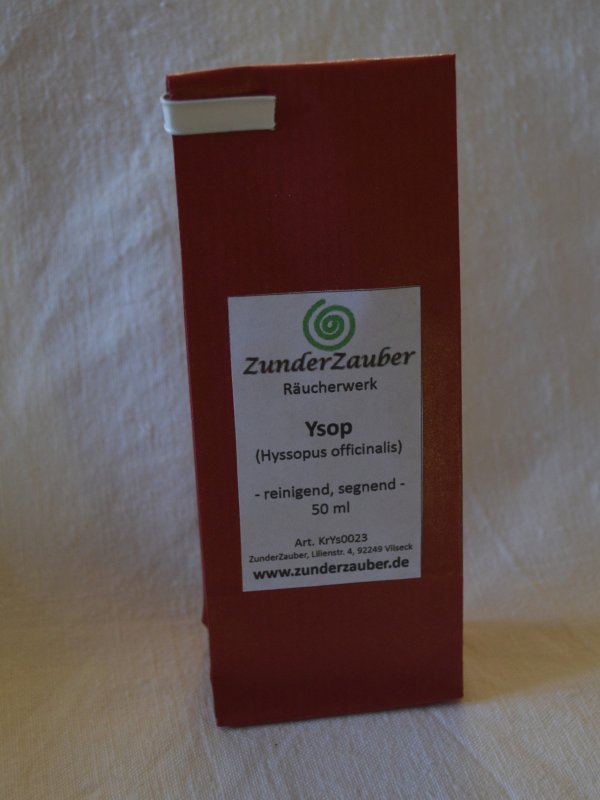 ZunderZauber
Räucherwerk
Ysop
(Hyssopus officinalis)
- reinigend, segnend -
50 ml
Art. KrYs0023
ZunderZauber, Lilienstr. 4, 92249 Vilseck
www.zunderzauber.de